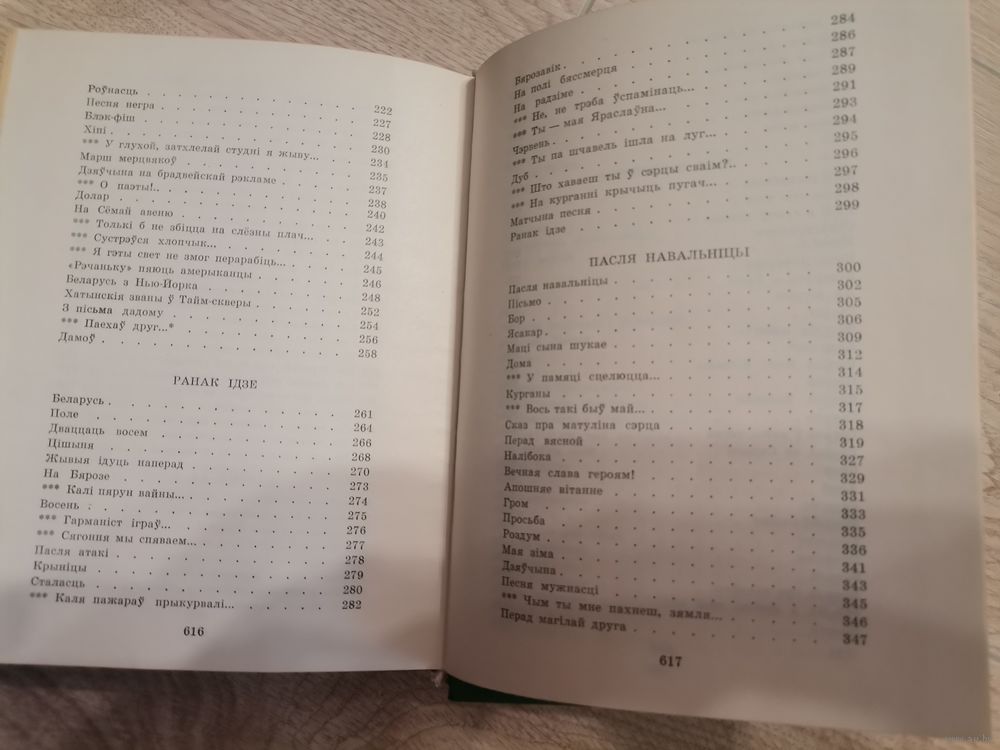 Роўнасць . . . 222
Песня негра . . . 227
Блэк-фіш . . . 228
Хіпі . . . 230
*** У глухой, затхлелай студні я жыву... 234
Марш мерцвякоў . . . 235
Дзяўчына на брадвейскай рэкламе . . . 237
*** О паэты!.. . . . 238
Долар . . . 240
На Сёмай авеню . . . 242
*** Толькі б не збіцца на слёзны плач... 243
*** Сустрэўся хлопчык... . . . 244
*** Я гэты свет не змог перарабіць... 245
«Рэчаньку» пяюць амерыканцы . . . 246
Беларусь з Нью-Йорка . . . 248
Хатынскія званы ў Тайм-скверы . . . 252
З пісьма дадому . . . 254
*** Паехаў друг...* . . . 256
Дамоў . . . 258
РАНАК ІДЗЕ
Беларусь . . . 261
Поле . . . 264
Дваццаць восем . . . 266
Цішыня . . . 268
Жывыя ідуць наперад . . . 270
На Бярозе . . . 273
*** Калі пярун вайны... . . . 274
Восень . . . 275
*** Гарманіст іграў... . . . 276
*** Сягоння мы спяваем... . . . 277
Пасля атакі . . . 278
Крыніцы . . . 279
Сталасць . . . 280
*** Каля пажараў прыкурвалі... . . . 282
616
Бярозавік . . . 284
На полі бяссмерця . . . 286
На радзіме . . . 287
*** Не, не трэба ўспамінаць... . . . 289
*** Ты — мая Яраслаўна... . . . 291
Чэрвень . . . 293
*** Ты па шчавель ішла на луг... . . . 294
Дуб . . . 295
*** Што хаваеш ты ў сэрцы сваім?.. . . . 296
*** На курганні крычыць пугач... . . . 297
Матчына песня . . . 298
Ранак ідзе . . . 299
ПАСЛЯ НАВАЛЬНІЦЫ
Пасля навальніцы . . . 300
Пісьмо . . . 302
Бор . . . 305
Ясакар . . . 306
Маці сына шукае . . . 309
Дома . . . 312
*** У памяці сцелюцца... . . . 314
Курганы . . . 315
*** Вось такі быў май... . . . 317
Сказ пра матуліна сэрца . . . 318
Перад вясной . . . 319
Налібока . . . 327
Вечная слава героям! . . . 329
Апошняе вітанне . . . 331
Гром . . . 333
Просьба . . . 335
Роздум . . . 336
Мая зіма . . . 341
Дзяўчына . . . 343
Песня мужнасці . . . 345
*** Чым ты мне пахнеш, зямля... . . . 346
Перад магілай друга . . . 347
617